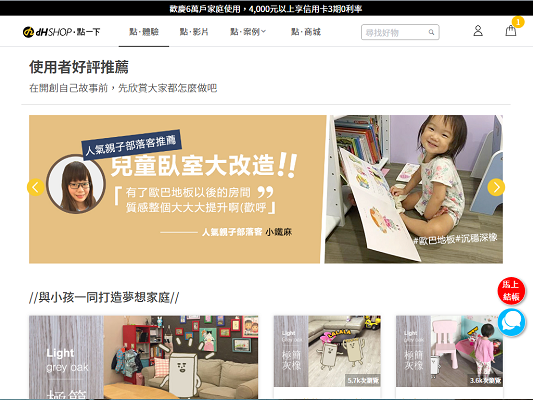 歡慶6萬戶家庭使用，4,000元以上享信用卡3期0利率
dH SHOP・點一下
點・體驗
點・影片
點・案例
點・商城
尋找好物
1
使用者好評推薦
在開創自己故事前，先欣賞大家都怎麼做吧
人氣親子部落客推薦
兒童臥室大改造!!
「有了歐巴地板以後的房間
質感整個大大大提升啊(歡呼」
人氣親子部落客 小鐵麻
#歐巴地板#沉穩深橡
馬上
結帳
//與小孩一同打造夢想家庭//
Light
grey oak
極簡
Light
grey oak
極簡
灰橡
5.7k次瀏覽
Light
grey oak
極簡
灰橡
3.6k次瀏覽